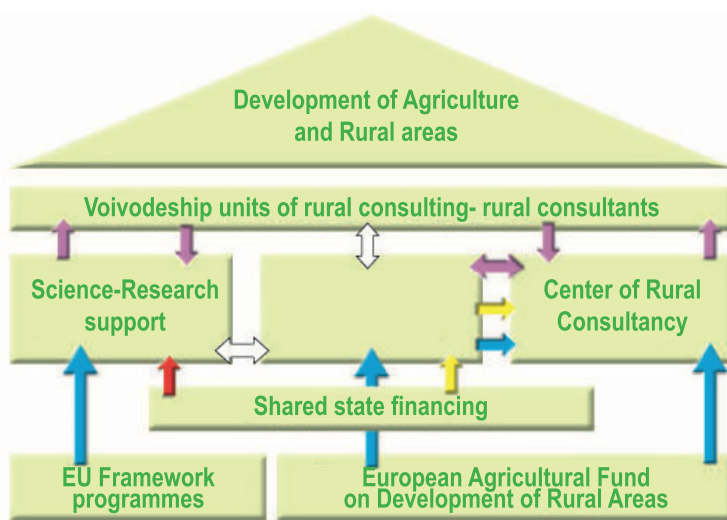 Development of Agriculture
and Rural areas
Voivodeship units of rural consulting- rural consultants
Science-Research
support
Center of Rural
Consultancy
Shared state financing
EU Framework
programmes
European Agricultural Fund
on Development of Rural Areas